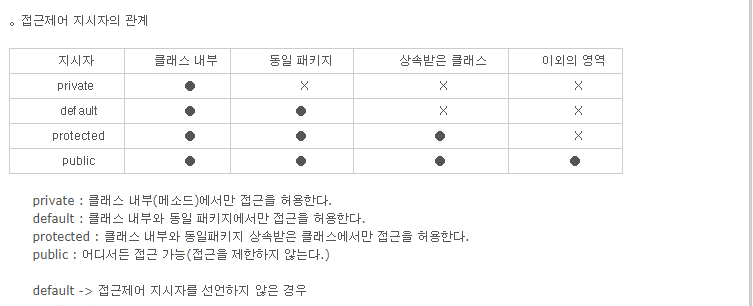 。 접근제어 지시자의 관계
지시자 클래스 내부 동일 패키지 상속받은 클래스 이외의 영역
private ● X X X
default ● ● X X
protected ● ● ● X
public ● ● ● ●
private : 클래스 내부(메소드)에서만 접근을 허용한다.
default : 클래스 내부와 동일 패키지에서만 접근을 허용한다.
protected : 클래스 내부와 동일패키지 상속받은 클래스에서만 접근을 허용한다.
public : 어디서든 접근 가능(접근을 제한하지 않는다.)
default -> 접근제어 지시자를 선언하지 않은 경우